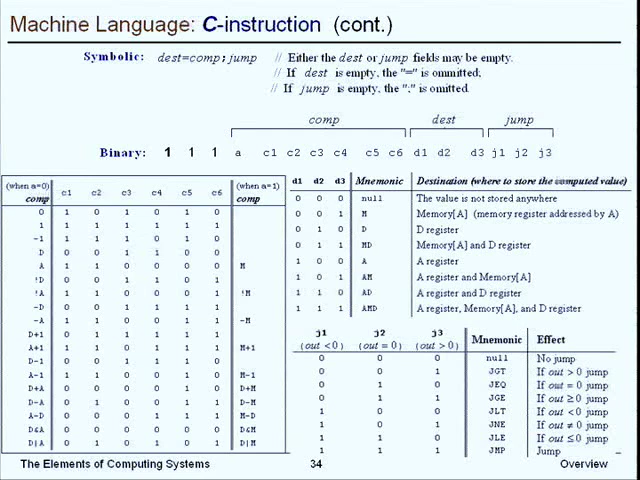 Machine Language: C-instruction (cont.)
Symbolic: dest=comp;jump // Either the dest or jump fields may be empty.
// If dest is empty, the "=" is ommitted;
// If jump is empty, the ";" is omitted.
comp dest jump
Binary: 1 1 1 a c1 c2 c3 c4 c5 c6 d1 d2 d3 j1 j2 j3
(when a=0) comp c1 c2 c3 c4 c5 c6 (when a=1) comp
0 1 0 1 0 1 0
1 1 1 1 1 1 1
-1 1 1 1 0 1 0
D 0 0 1 1 0 0
A 1 1 0 0 0 0 M
!D 0 0 1 1 0 1
!A 1 1 0 0 0 1 !M
-D 0 0 1 1 1 1
-A 1 1 0 0 1 1 -M
D+1 0 1 1 1 1 1
A+1 1 1 0 1 1 1 M+1
D-1 0 0 1 1 1 0
A-1 1 1 0 0 1 0 M-1
D+A 0 0 0 0 1 0 D+M
D-A 0 1 0 0 1 1 D-M
A-D 0 0 0 1 1 1 M-D
D&A 0 0 0 0 0 0 D&M
D|A 0 1 0 1 0 1 D|M
d1 d2 d3 Mnemonic Destination (where to store the computed value)
0 0 0 null The value is not stored anywhere
0 0 1 M Memory[A] (memory register addressed by A)
0 1 0 D D register
0 1 1 MD Memory[A] and D register
1 0 0 A A register
1 0 1 AM A register and Memory[A]
1 1 0 AD A register and D register
1 1 1 AMD A register, Memory[A], and D register
j1 j2 j3 Mnemonic Effect
(out <0) (out = 0) (out > 0)
0 0 0 null No jump
0 0 1 JGT If out > 0 jump
0 1 0 JEQ If out = 0 jump
0 1 1 JGE If out ≥ 0 jump
1 0 0 JLT If out < 0 jump
1 0 1 JNE If out ≠ 0 jump
1 1 0 JLE If out ≤ 0 jump
1 1 1 JMP Jump
The Elements of Computing Systems 34 Overview